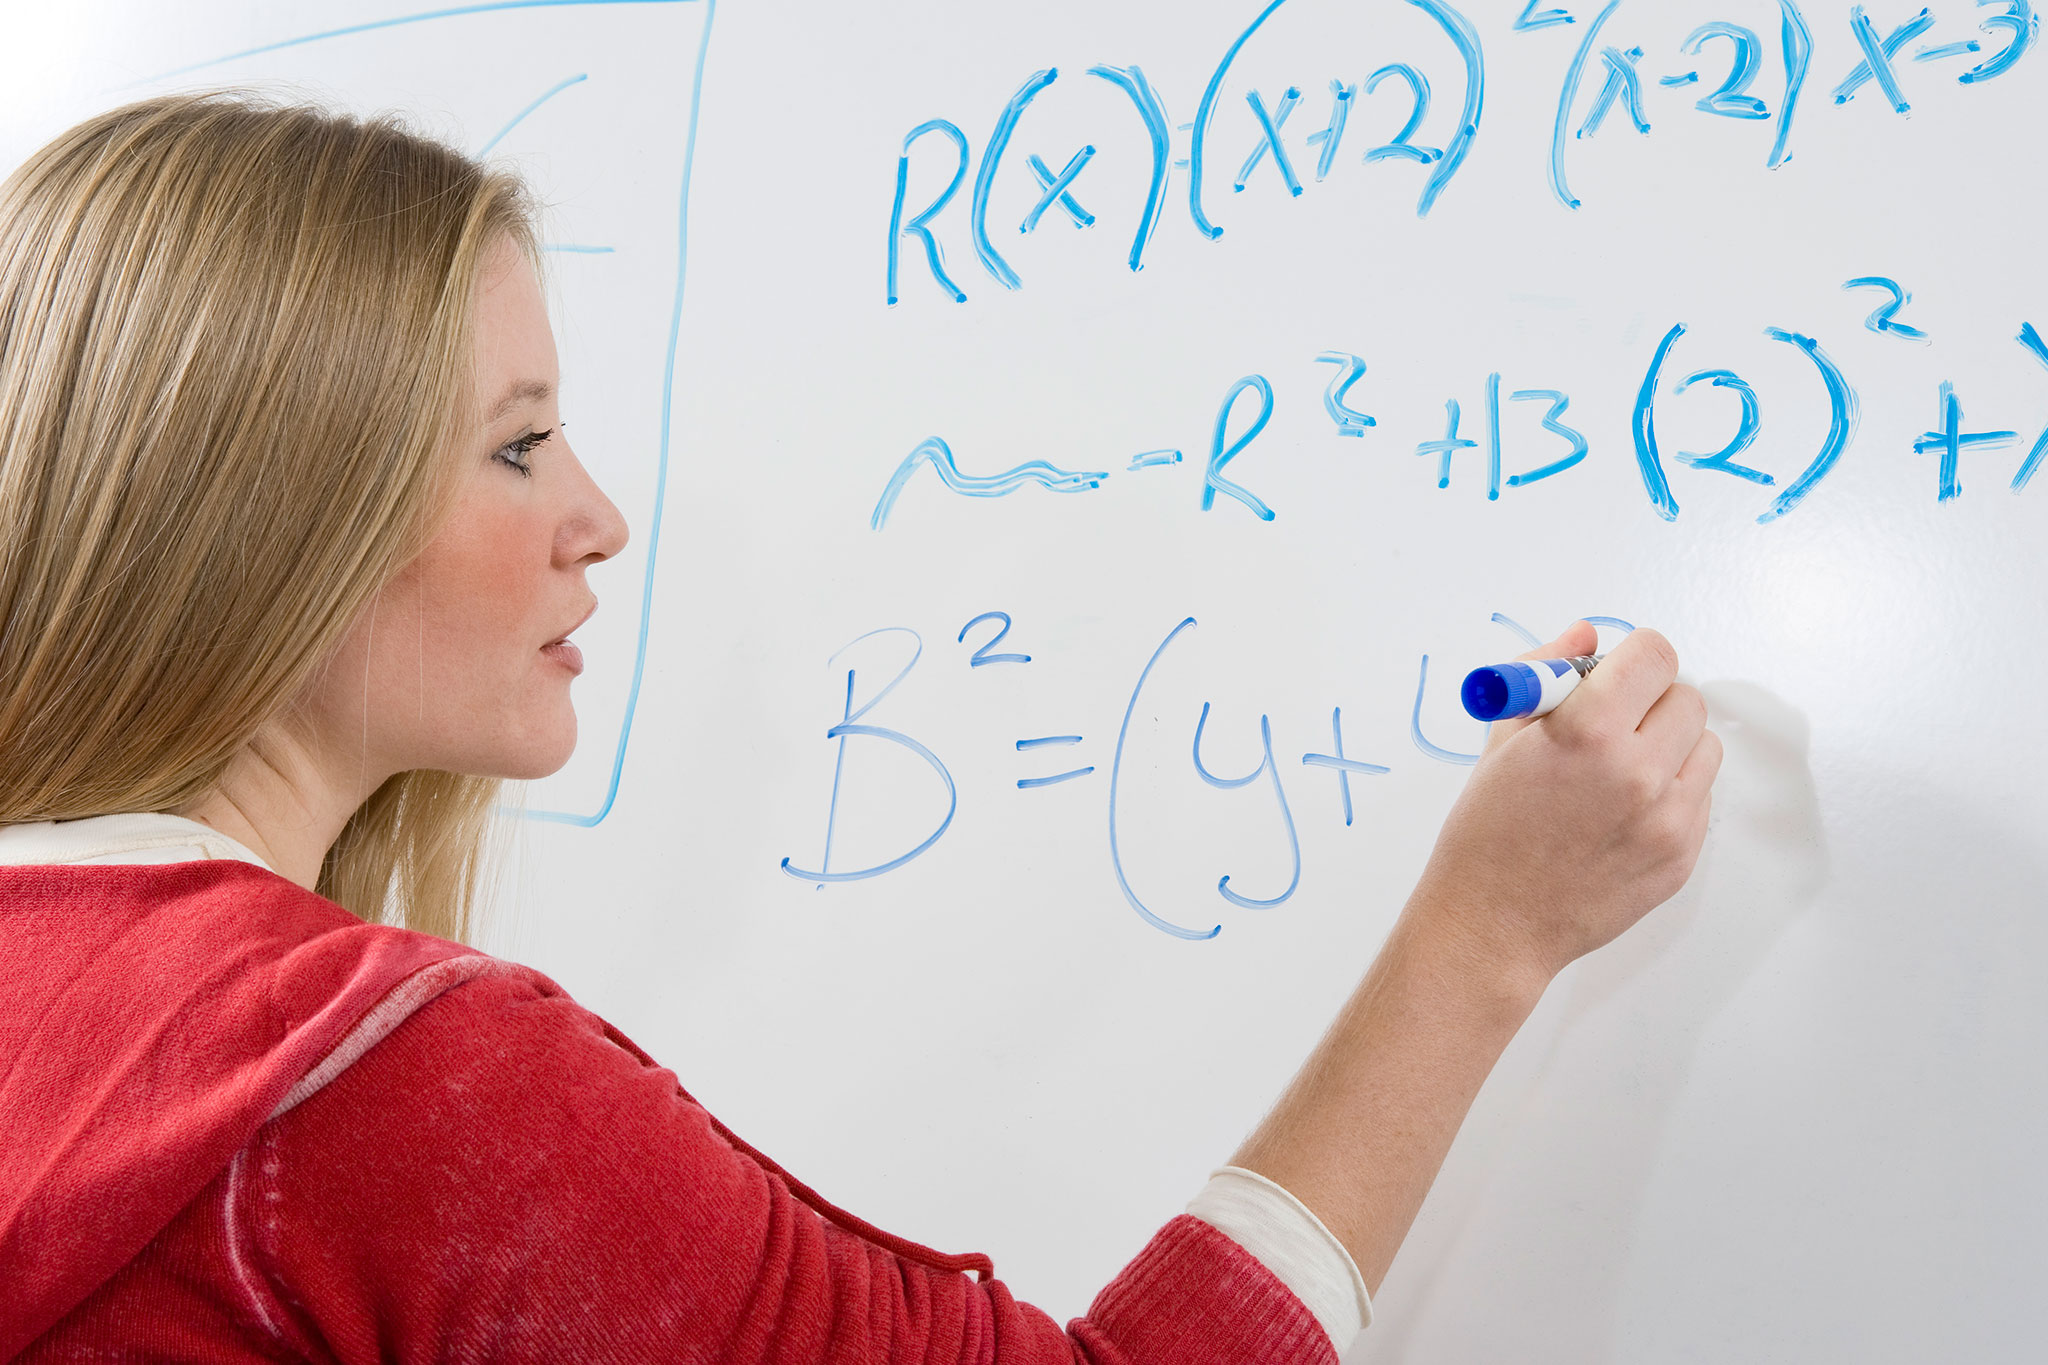 R(x)=(x+2)²(x-2)x-3
~-R²+13(2)²+
B²=(y+